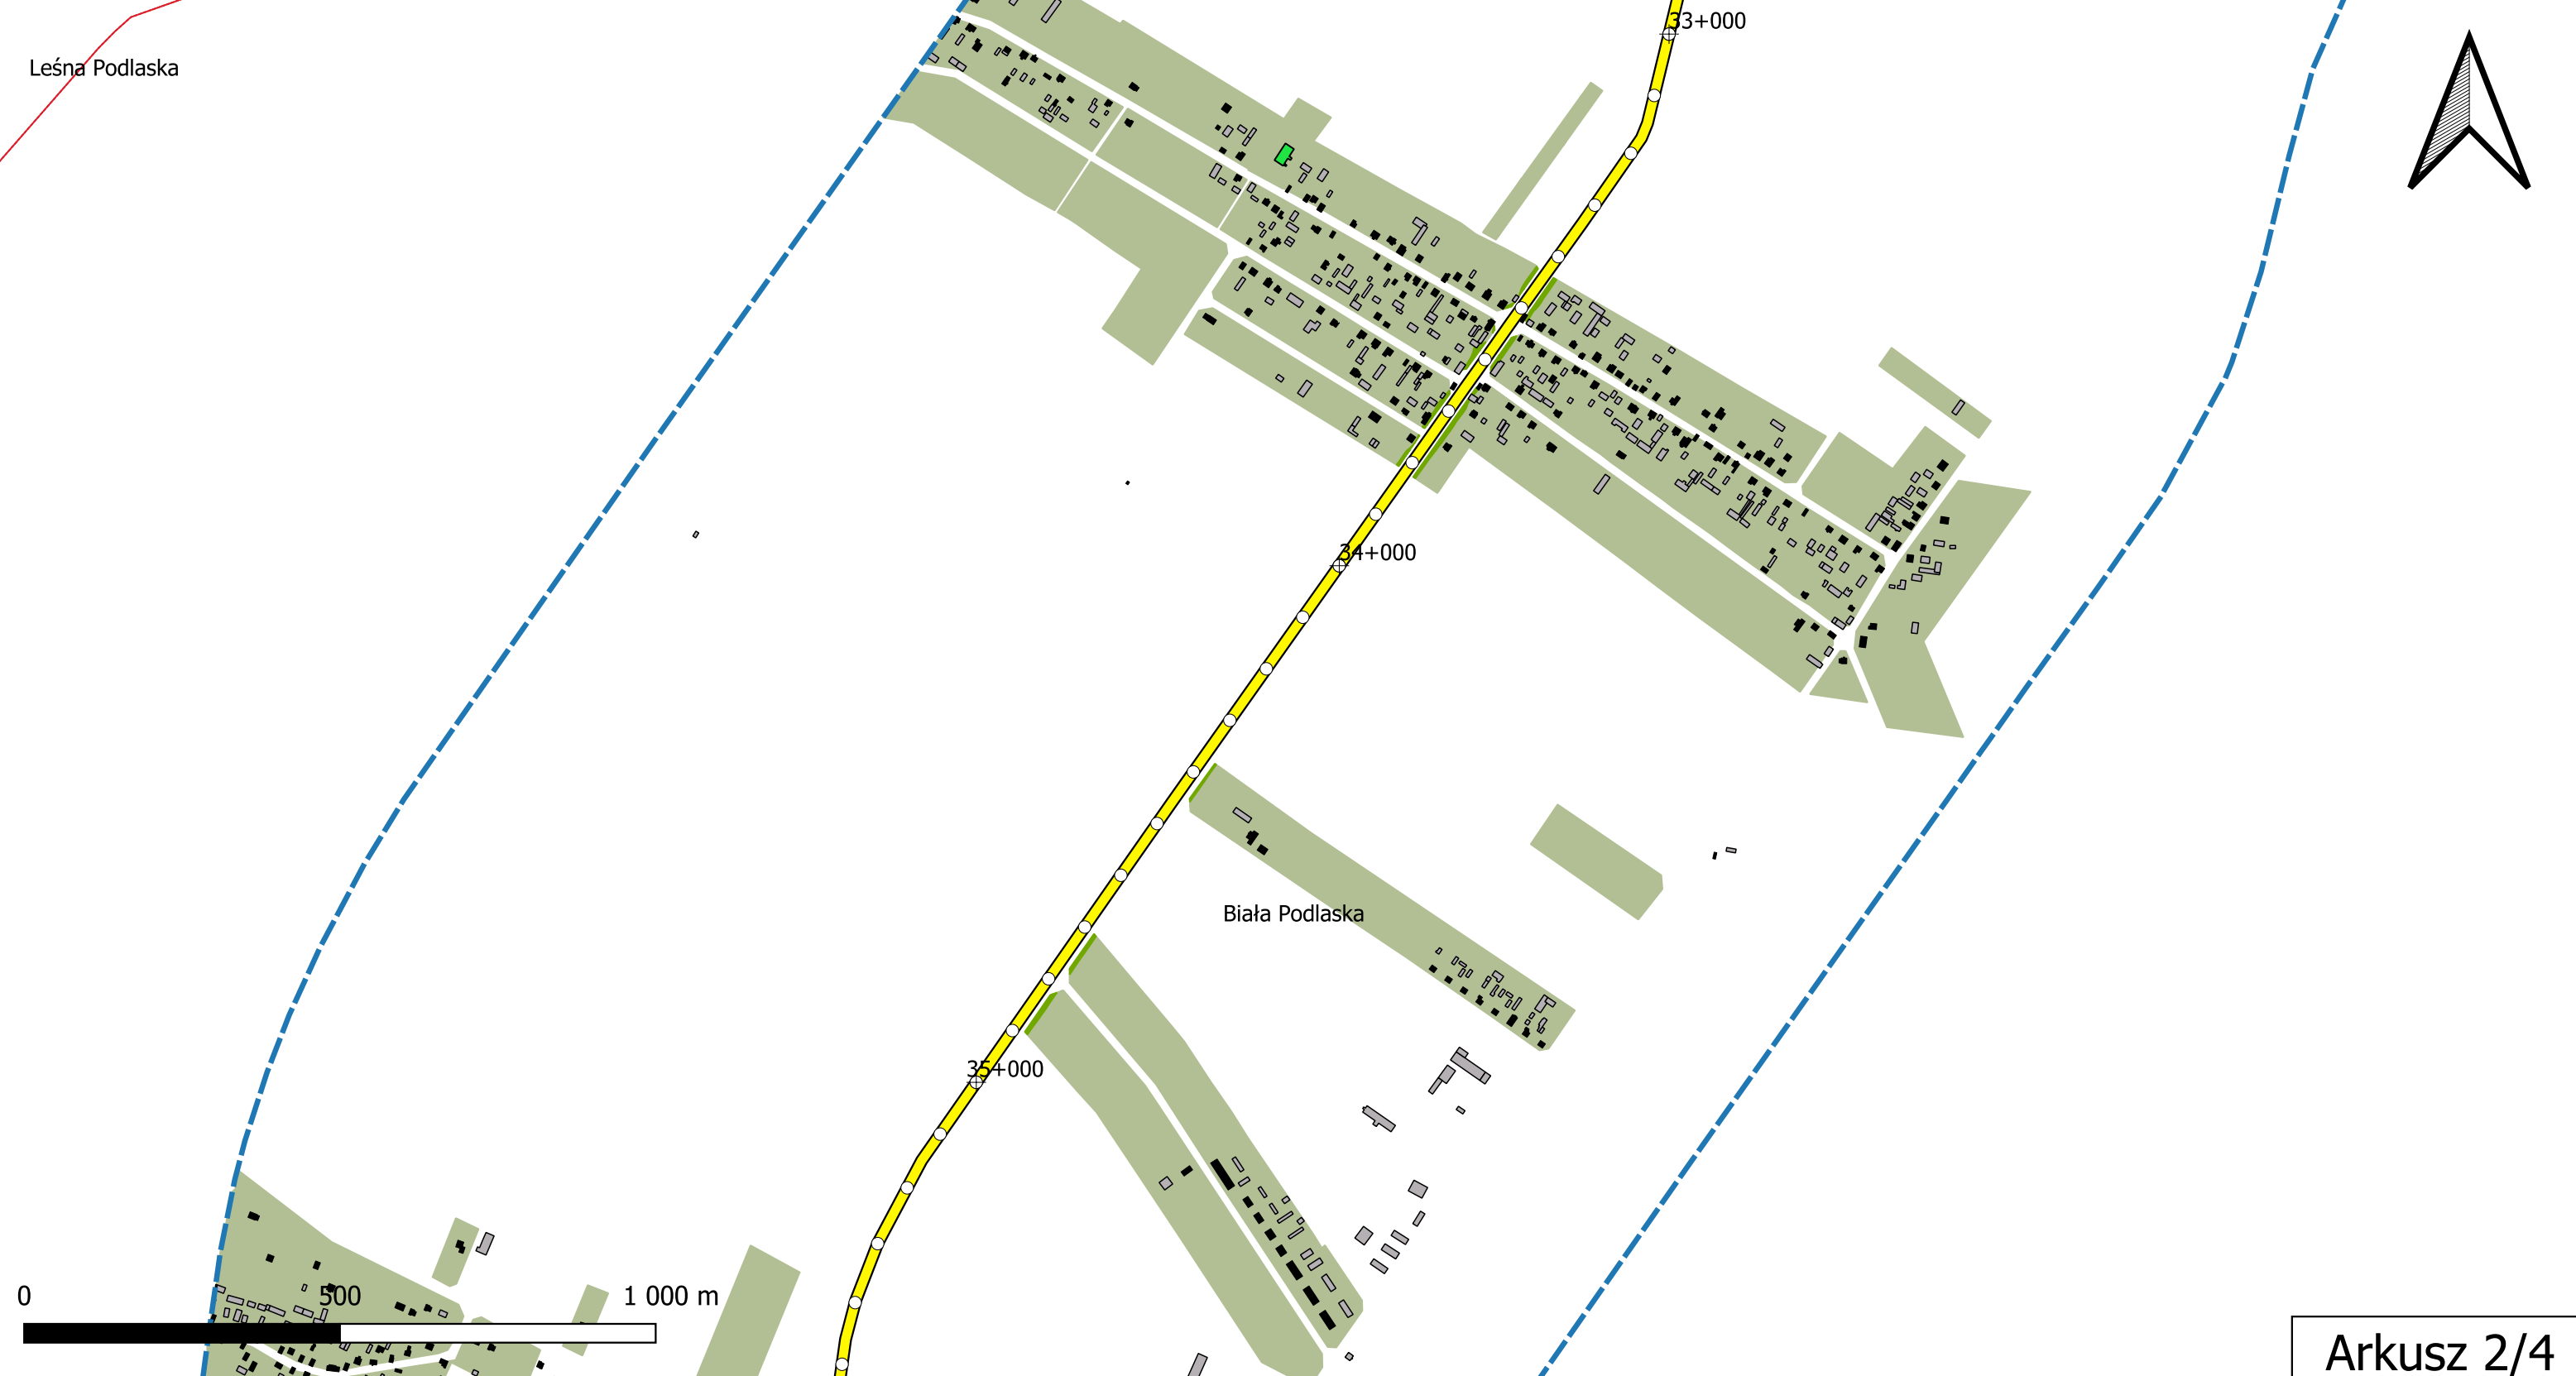 33+000
Leśna Podlaska
34+000
Biała Podlaska
35+000
0 500 1 000 m
Arkusz 2/4